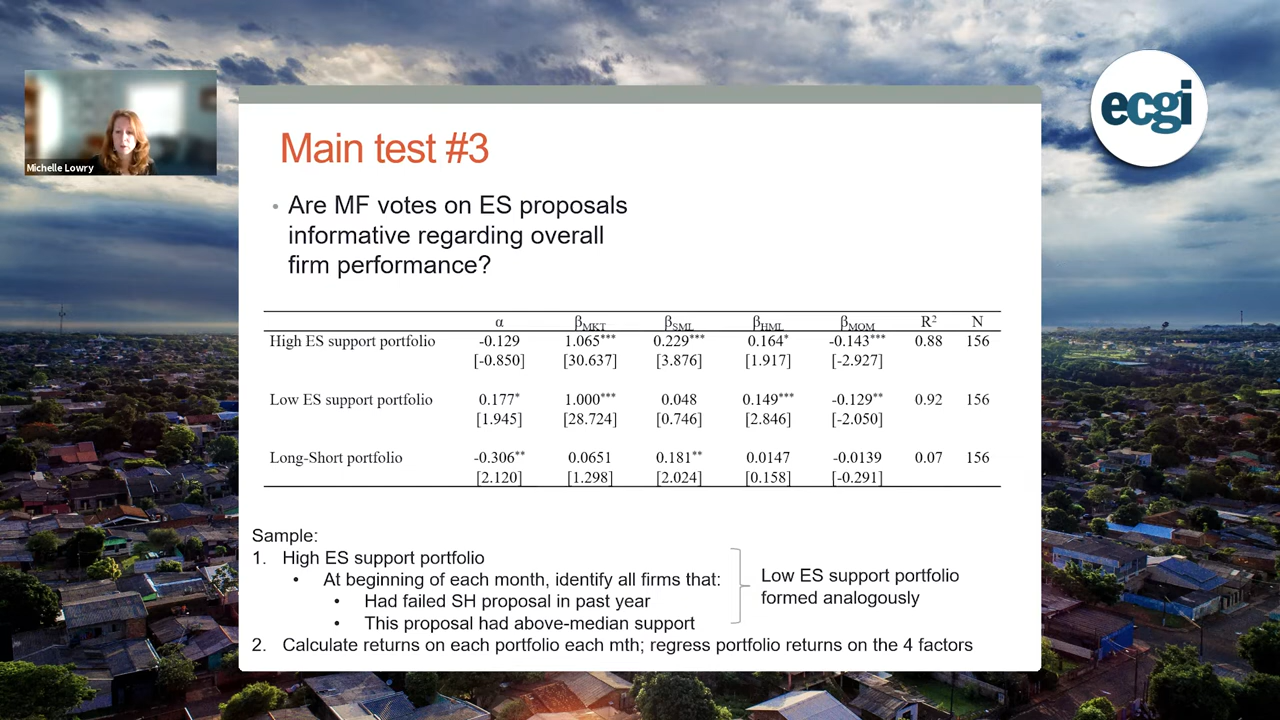 ecgi
Michelle Lowry
Main test #3
• Are MF votes on ES proposals
informative regarding overall
firm performance?
α β_MKT β_SML β_HML β_MOM R² N
High ES support portfolio -0.129 1.065*** 0.229*** 0.164* -0.143*** 0.88 156
[-0.850] [30.637] [3.876] [1.917] [-2.927]
Low ES support portfolio 0.177* 1.000*** 0.048 0.149*** -0.129** 0.92 156
[1.945] [28.724] [0.746] [2.846] [-2.050]
Long-Short portfolio -0.306** 0.0651 0.181** 0.0147 -0.0139 0.07 156
[2.120] [1.298] [2.024] [0.158] [-0.291]
Sample:
1. High ES support portfolio
• At beginning of each month, identify all firms that:
• Had failed SH proposal in past year
• This proposal had above-median support
Low ES support portfolio
formed analogously
2. Calculate returns on each portfolio each mth; regress portfolio returns on the 4 factors
ecgi